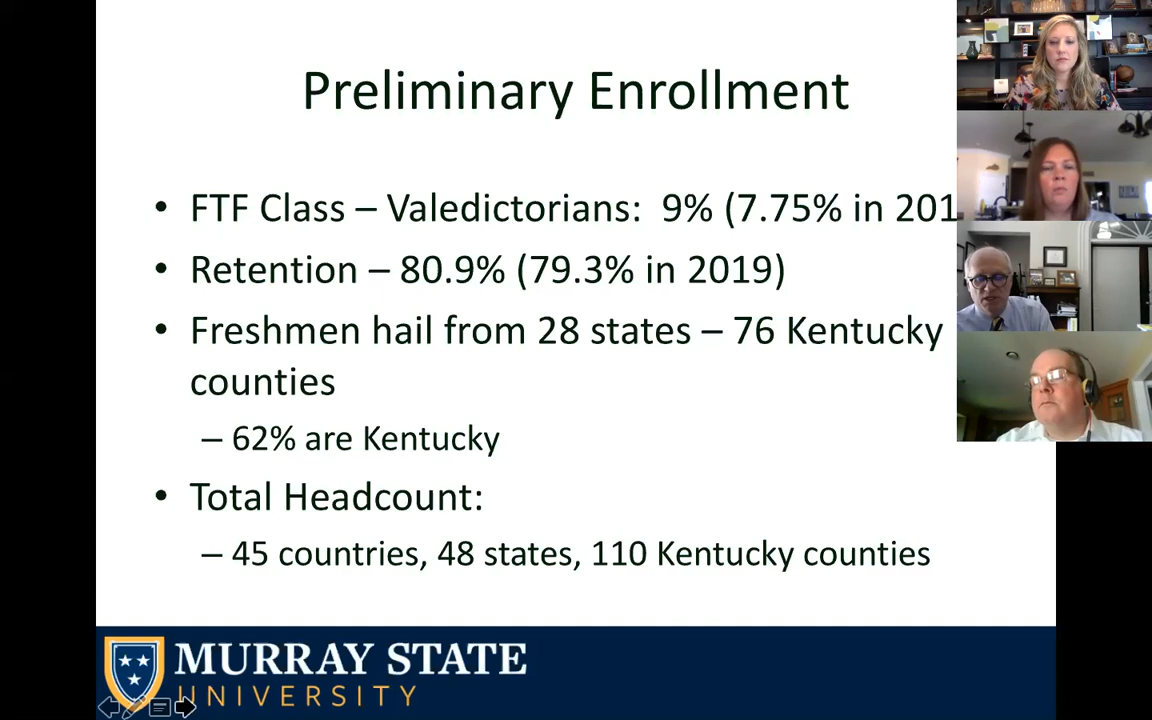 Preliminary Enrollment
• FTF Class – Valedictorians: 9% (7.75% in 201
• Retention – 80.9% (79.3% in 2019)
• Freshmen hail from 28 states – 76 Kentucky
counties
– 62% are Kentucky
• Total Headcount:
– 45 countries, 48 states, 110 Kentucky counties
MURRAY STATE
UNIVERSITY